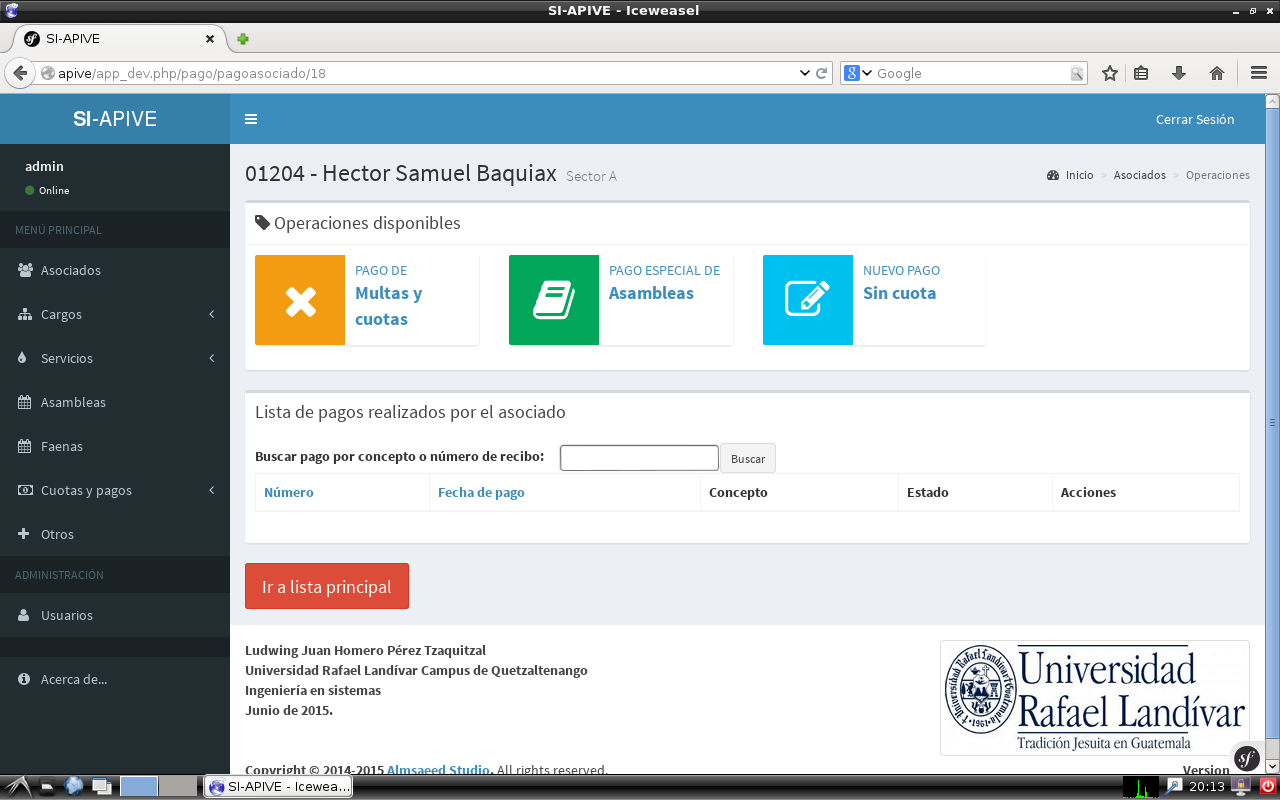 SI-APIVE - Iceweasel
SI-APIVE
apive/app_dev.php/pago/pagoasociado/18
Google
SI-APIVE
Cerrar Sesión
admin
Online
MENÚ PRINCIPAL
Asociados
Cargos
Servicios
Asambleas
Faenas
Cuotas y pagos
Otros
ADMINISTRACIÓN
Usuarios
Acerca de...
01204 - Hector Samuel Baquiax Sector A
Inicio > Asociados > Operaciones
Operaciones disponibles
PAGO DE
Multas y
cuotas
PAGO ESPECIAL DE
Asambleas
NUEVO PAGO
Sin cuota
Lista de pagos realizados por el asociado
Buscar pago por concepto o número de recibo: Buscar
Número Fecha de pago Concepto Estado Acciones
Ir a lista principal
Ludwing Juan Homero Pérez Tzaquitzal
Universidad Rafael Landívar Campus de Quetzaltenango
Ingeniería en sistemas
Junio de 2015.
Universidad
Rafael Landívar
Tradición Jesuita en Guatemala
Copyright © 2014-2015 Almsaeed Studio. All rights reserved.
Version
SI-APIVE - Icewea...
20:13